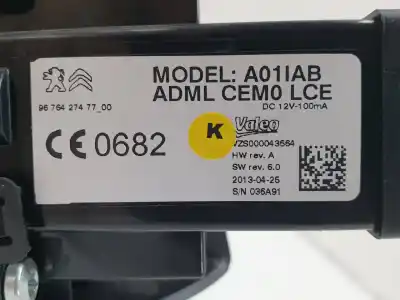 MODEL: A01IAB
ADML CEM0 LCE
DC 12V-100mA
96 764 274 77_00
CE 0682
K
Valeo
VZS000043564
HW rev. A
SW rev. 6.0
2013-04-26
S/N 036A91